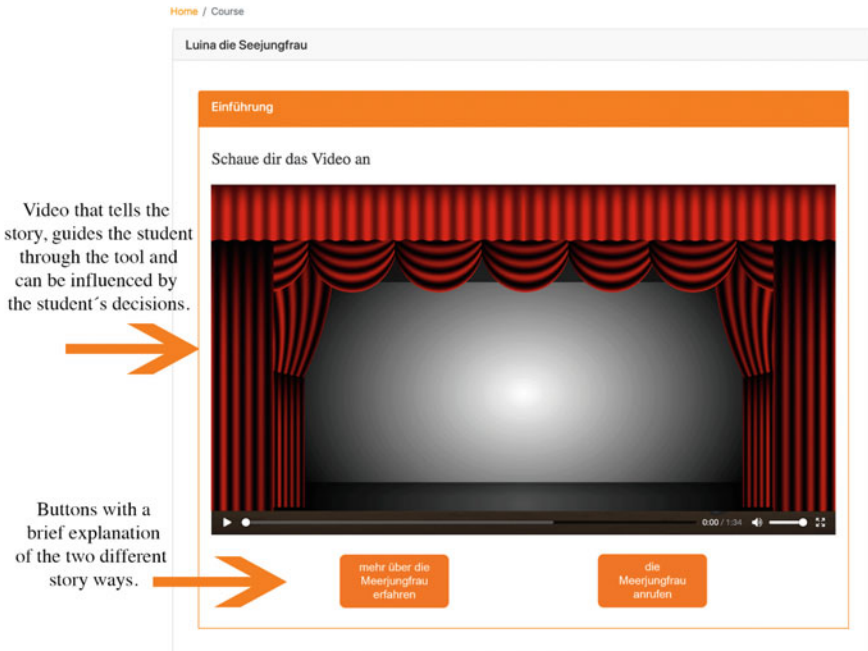 Home / Course
Luina die Seejungfrau
Einführung
Schaue dir das Video an
Video that tells the
story, guides the student
through the tool and
can be influenced by
the student´s decisions.
0:00 / 1:34
Buttons with a
brief explanation
of the two different
story ways.
mehr über die
Meerjungfrau
erfahren
die
Meerjungfrau
anrufen